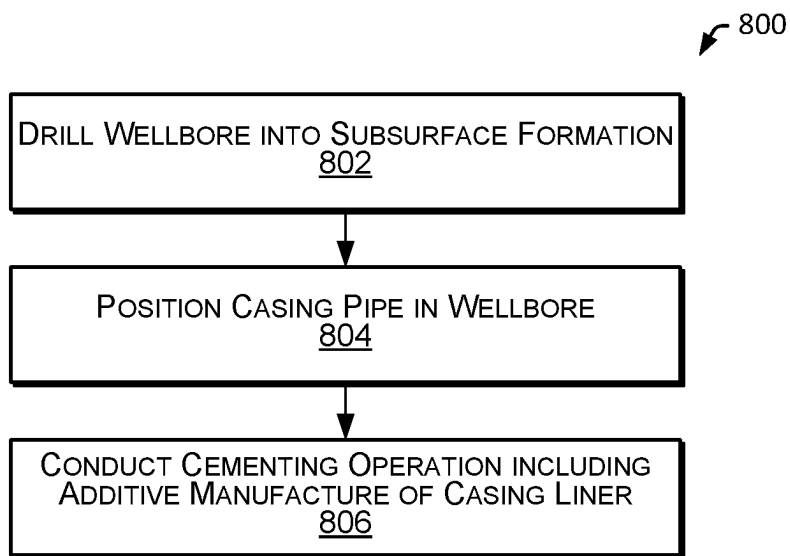 800
DRILL WELLBORE INTO SUBSURFACE FORMATION
802
POSITION CASING PIPE IN WELLBORE
804
CONDUCT CEMENTING OPERATION INCLUDING
ADDITIVE MANUFACTURE OF CASING LINER
806